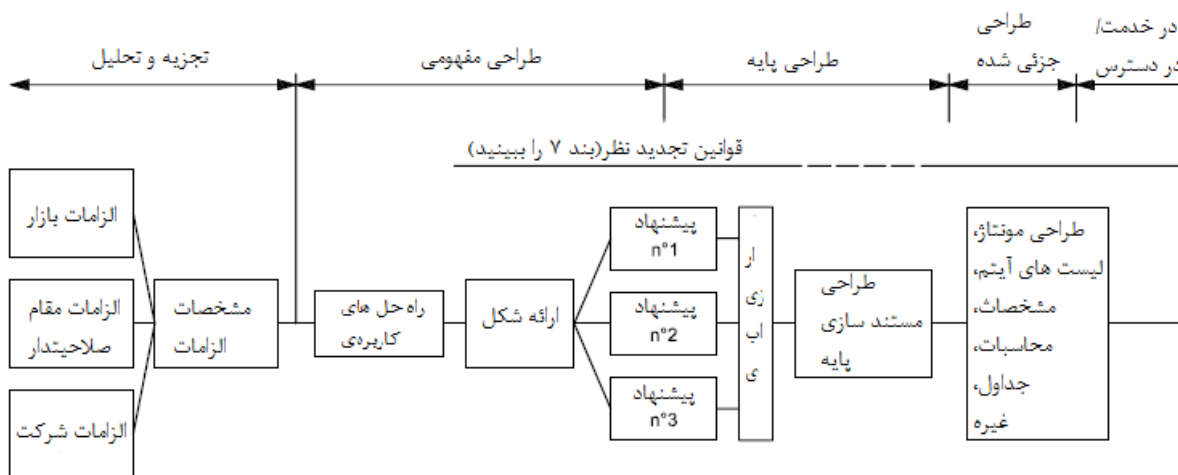 تجزیه و تحلیل
طراحی مفهومی
طراحی پایه
طراحی
جزئی شده
در خدمت/
در دسترس
قوانین تجدید نظر(بند ۷ را ببینید)
الزامات بازار
الزامات مقام
صلاحیتدار
الزامات شرکت
مشخصات
الزامات
راه حل های
کاربردی
ارائه شکل
پیشنهاد
n°1
پیشنهاد
n°2
پیشنهاد
n°3
ار
زی
اب
ی
طراحی
مستند سازی
پایه
طراحی مونتاژ،
لیست های آیتم،
مشخصات،
محاسبات،
جداول،
غیره